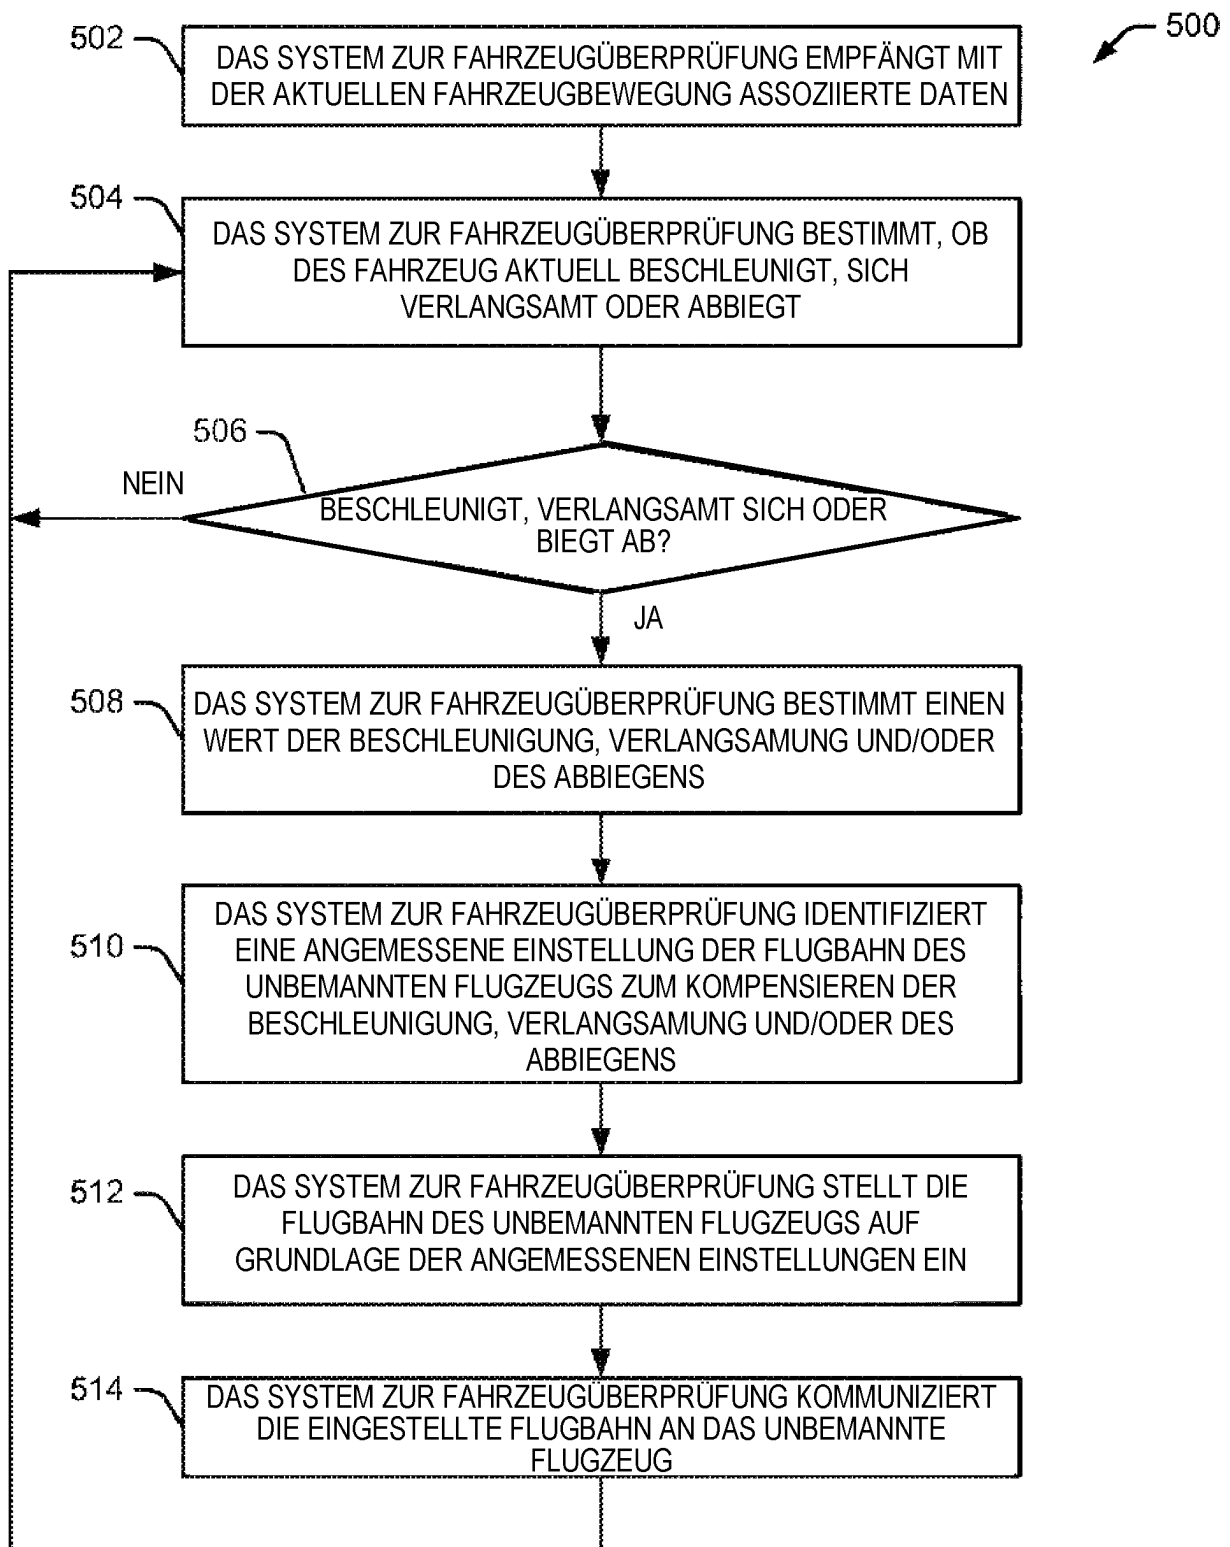 500
502
DAS SYSTEM ZUR FAHRZEUGÜBERPRÜFUNG EMPFÄNGT MIT
DER AKTUELLEN FAHRZEUGBEWEGUNG ASSOZIIERTE DATEN
504
DAS SYSTEM ZUR FAHRZEUGÜBERPRÜFUNG BESTIMMT, OB
DES FAHRZEUG AKTUELL BESCHLEUNIGT, SICH
VERLANGSAMT ODER ABBIEGT
506
NEIN
BESCHLEUNIGT, VERLANGSAMT SICH ODER
BIEGT AB?
JA
508
DAS SYSTEM ZUR FAHRZEUGÜBERPRÜFUNG BESTIMMT EINEN
WERT DER BESCHLEUNIGUNG, VERLANGSAMUNG UND/ODER
DES ABBIEGENS
510
DAS SYSTEM ZUR FAHRZEUGÜBERPRÜFUNG IDENTIFIZIERT
EINE ANGEMESSENE EINSTELLUNG DER FLUGBAHN DES
UNBEMANNTEN FLUGZEUGS ZUM KOMPENSIEREN DER
BESCHLEUNIGUNG, VERLANGSAMUNG UND/ODER DES
ABBIEGENS
512
DAS SYSTEM ZUR FAHRZEUGÜBERPRÜFUNG STELLT DIE
FLUGBAHN DES UNBEMANNTEN FLUGZEUGS AUF
GRUNDLAGE DER ANGEMESSENEN EINSTELLUNGEN EIN
514
DAS SYSTEM ZUR FAHRZEUGÜBERPRÜFUNG KOMMUNIZIERT
DIE EINGESTELLTE FLUGBAHN AN DAS UNBEMANNTE
FLUGZEUG